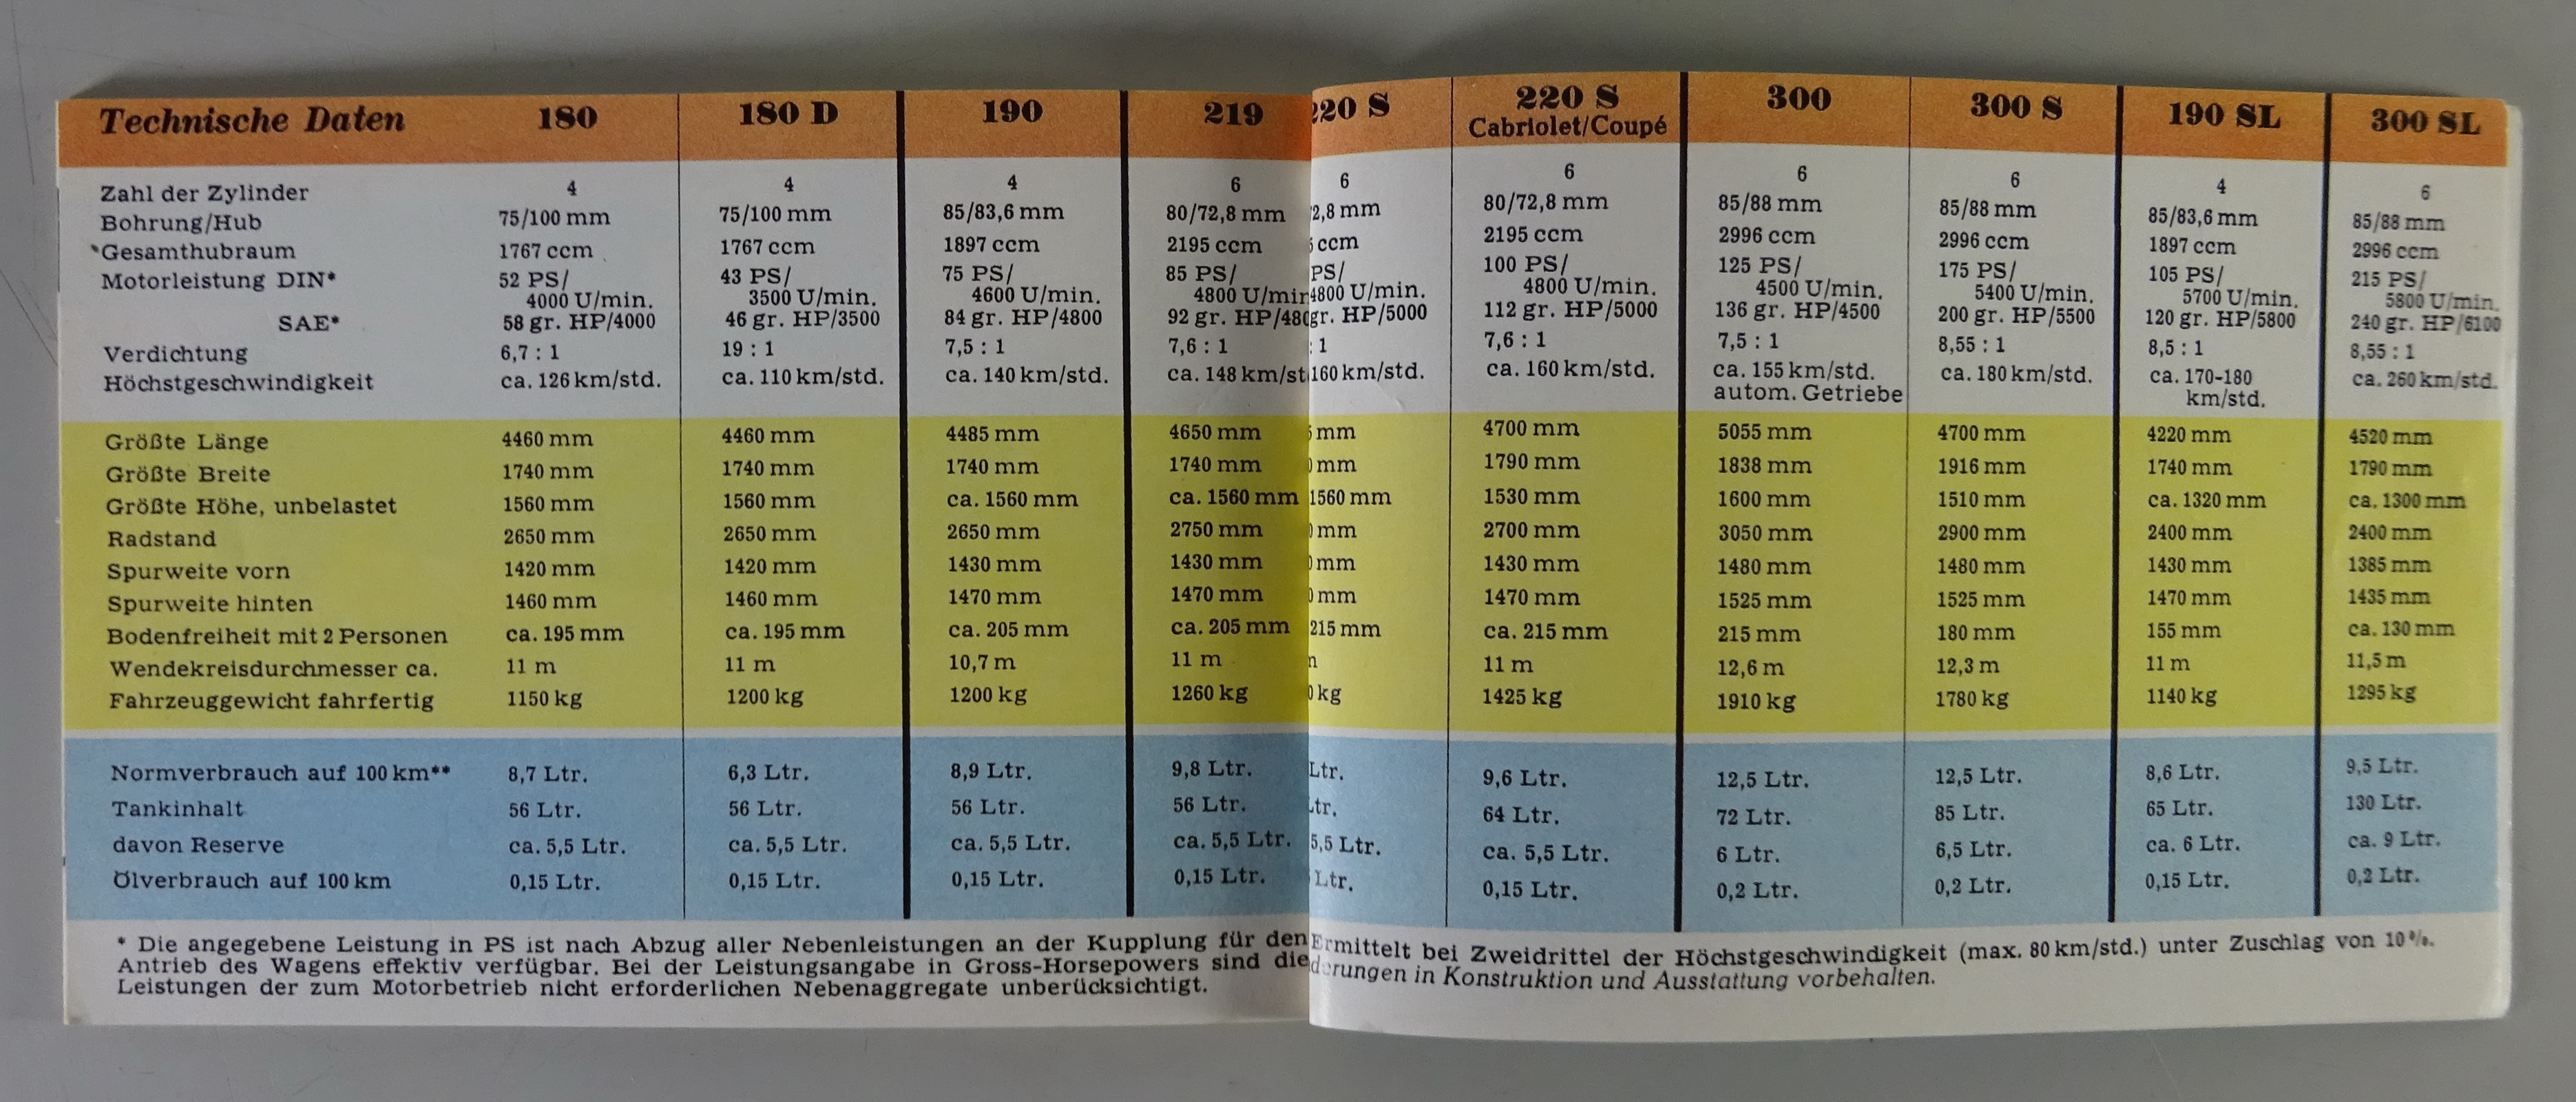 Technische Daten 180 180 D 190 219 220 S 220 S Cabriolet/Coupé 300 300 S 190 SL 300 SL
Zahl der Zylinder 4 4 4 6 6 6 6 6 4 6
Bohrung/Hub 75/100 mm 75/100 mm 85/83,6 mm 80/72,8 mm 2,8 mm 80/72,8 mm 85/88 mm 85/88 mm 85/83,6 mm 85/88 mm
*Gesamthubraum 1767 ccm 1767 ccm 1897 ccm 2195 ccm ccm 2195 ccm 2996 ccm 2996 ccm 1897 ccm 2996 ccm
Motorleistung DIN* 52 PS/ 43 PS/ 75 PS/ 85 PS/ PS/ 100 PS/ 125 PS/ 175 PS/ 105 PS/ 215 PS/
4000 U/min. 3500 U/min. 4600 U/min. 4800 U/min 4800 U/min. 4800 U/min. 4500 U/min. 5400 U/min. 5700 U/min. 5800 U/min.
SAE* 58 gr. HP/4000 46 gr. HP/3500 84 gr. HP/4800 92 gr. HP/480 gr. HP/5000 112 gr. HP/5000 136 gr. HP/4500 200 gr. HP/5500 120 gr. HP/5800 240 gr. HP/6100
Verdichtung 6,7 : 1 19 : 1 7,5 : 1 7,6 : 1 : 1 7,6 : 1 7,5 : 1 8,55 : 1 8,5 : 1 8,55 : 1
Höchstgeschwindigkeit ca. 126 km/std. ca. 110 km/std. ca. 140 km/std. ca. 148 km/st 160 km/std. ca. 160 km/std. ca. 155 km/std. ca. 180 km/std. ca. 170-180 ca. 260 km/std.
autom. Getriebe km/std.
Größte Länge 4460 mm 4460 mm 4485 mm 4650 mm mm 4700 mm 5055 mm 4700 mm 4220 mm 4520 mm
Größte Breite 1740 mm 1740 mm 1740 mm 1740 mm mm 1790 mm 1838 mm 1916 mm 1740 mm 1790 mm
Größte Höhe, unbelastet 1560 mm 1560 mm ca. 1560 mm ca. 1560 mm 1560 mm 1530 mm 1600 mm 1510 mm ca. 1320 mm ca. 1300 mm
Radstand 2650 mm 2650 mm 2650 mm 2750 mm mm 2700 mm 3050 mm 2900 mm 2400 mm 2400 mm
Spurweite vorn 1420 mm 1420 mm 1430 mm 1430 mm mm 1430 mm 1480 mm 1480 mm 1430 mm 1385 mm
Spurweite hinten 1460 mm 1460 mm 1470 mm 1470 mm mm 1470 mm 1525 mm 1525 mm 1470 mm 1435 mm
Bodenfreiheit mit 2 Personen ca. 195 mm ca. 195 mm ca. 205 mm ca. 205 mm 215 mm ca. 215 mm 215 mm 180 mm 155 mm ca. 130 mm
Wendekreisdurchmesser ca. 11 m 11 m 10,7 m 11 m 11 m 12,6 m 12,3 m 11 m 11,5 m
Fahrzeuggewicht fahrfertig 1150 kg 1200 kg 1200 kg 1260 kg kg 1425 kg 1910 kg 1780 kg 1140 kg 1295 kg
Normverbrauch auf 100 km** 8,7 Ltr. 6,3 Ltr. 8,9 Ltr. 9,8 Ltr. Ltr. 9,6 Ltr. 12,5 Ltr. 12,5 Ltr. 8,6 Ltr. 9,5 Ltr.
Tankinhalt 56 Ltr. 56 Ltr. 56 Ltr. 56 Ltr. Ltr. 64 Ltr. 72 Ltr. 85 Ltr. 65 Ltr. 130 Ltr.
davon Reserve ca. 5,5 Ltr. ca. 5,5 Ltr. ca. 5,5 Ltr. ca. 5,5 Ltr. 5,5 Ltr. ca. 5,5 Ltr. 6 Ltr. 6,5 Ltr. ca. 6 Ltr. ca. 9 Ltr.
Ölverbrauch auf 100 km 0,15 Ltr. 0,15 Ltr. 0,15 Ltr. 0,15 Ltr. Ltr. 0,15 Ltr. 0,2 Ltr. 0,2 Ltr. 0,15 Ltr. 0,2 Ltr.
* Die angegebene Leistung in PS ist nach Abzug aller Nebenleistungen an der Kupplung für den
Antrieb des Wagens effektiv verfügbar. Bei der Leistungsangabe in Gross-Horsepowers sind die
Leistungen der zum Motorbetrieb nicht erforderlichen Nebenaggregate unberücksichtigt.
Ermittelt bei Zweidrittel der Höchstgeschwindigkeit (max. 80 km/std.) unter Zuschlag von 10 %.
derungen in Konstruktion und Ausstattung vorbehalten.